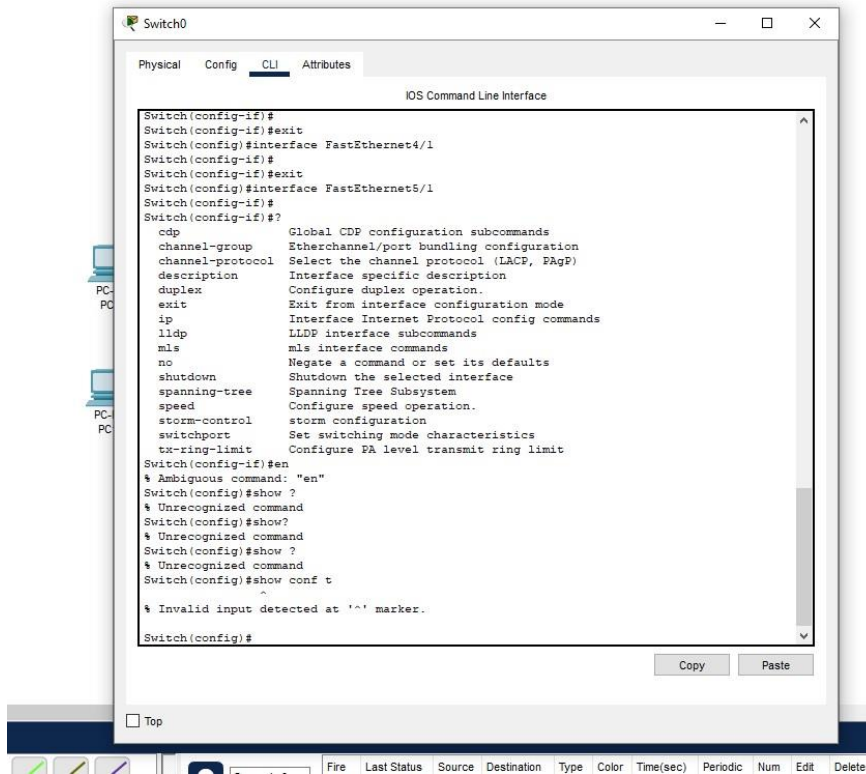 Switch0
Physical Config CLI Attributes
IOS Command Line Interface
Switch(config-if)#
Switch(config-if)#exit
Switch(config)#interface FastEthernet4/1
Switch(config-if)#
Switch(config-if)#exit
Switch(config)#interface FastEthernet5/1
Switch(config-if)#
Switch(config-if)#?
cdp Global CDP configuration subcommands
channel-group Etherchannel/port bundling configuration
channel-protocol Select the channel protocol (LACP, PAgP)
description Interface specific description
duplex Configure duplex operation.
exit Exit from interface configuration mode
ip Interface Internet Protocol config commands
lldp LLDP interface subcommands
mls mls interface commands
no Negate a command or set its defaults
shutdown Shutdown the selected interface
spanning-tree Spanning Tree Subsystem
speed Configure speed operation.
storm-control storm configuration
switchport Set switching mode characteristics
tx-ring-limit Configure PA level transmit ring limit
Switch(config-if)#en
% Ambiguous command: "en"
Switch(config)#show ?
% Unrecognized command
Switch(config)#show?
% Unrecognized command
Switch(config)#show ?
% Unrecognized command
Switch(config)#show conf t
^
% Invalid input detected at '^' marker.
Switch(config)#
Copy Paste
Top
PC-
PC
PC-
PC
Fire Last Status Source Destination Type Color Time(sec) Periodic Num Edit Delete